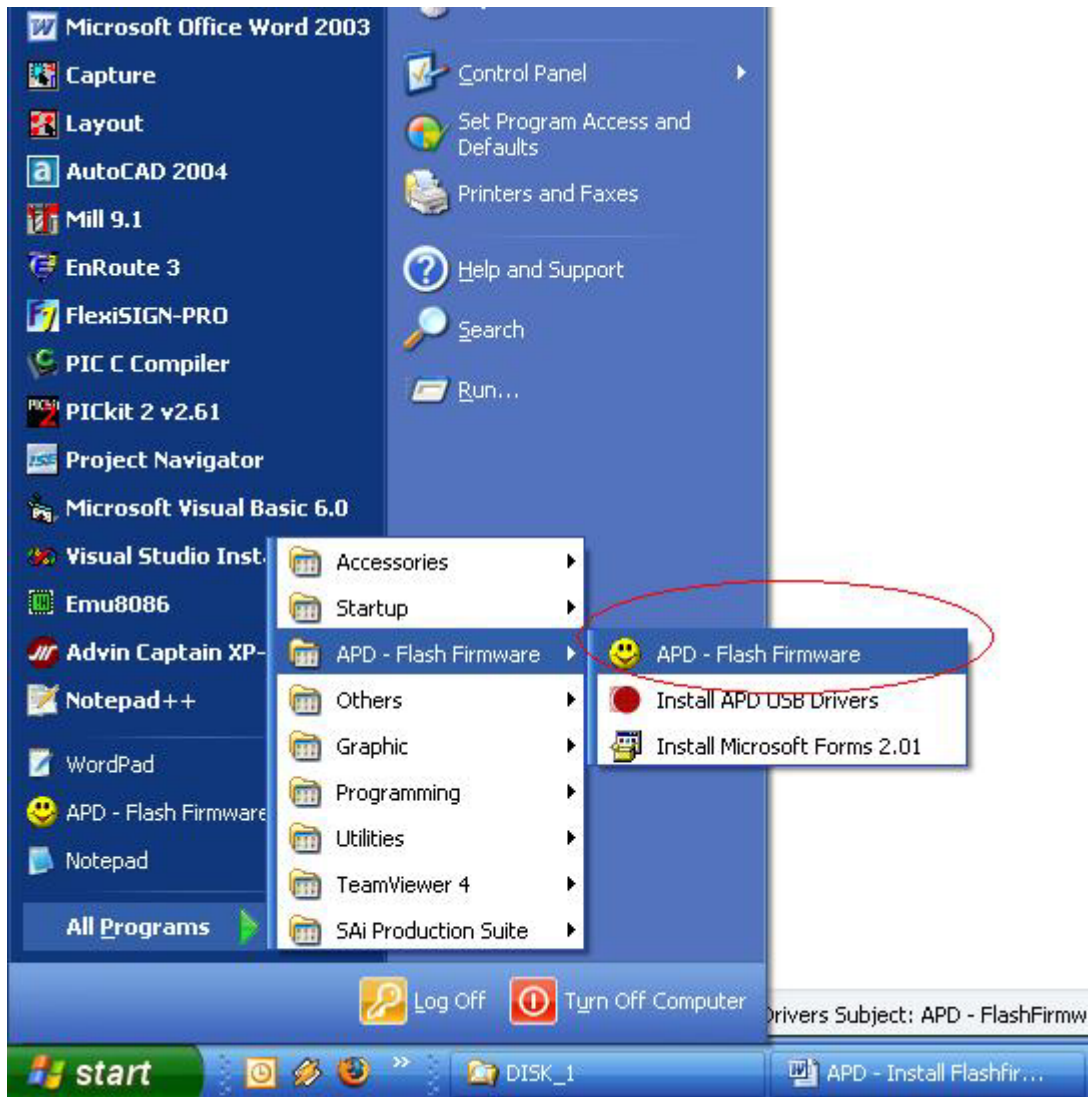 Microsoft Office Word 2003
Capture
Layout
AutoCAD 2004
Mill 9.1
EnRoute 3
FlexiSIGN-PRO
PIC C Compiler
PICkit 2 v2.61
Project Navigator
Microsoft Visual Basic 6.0
Visual Studio Inst
Emu8086
Advin Captain XP-
Notepad++
WordPad
APD - Flash Firmware
Notepad
All Programs
Control Panel
Set Program Access and
Defaults
Printers and Faxes
Help and Support
Search
Run...
Accessories
Startup
APD - Flash Firmware
Others
Graphic
Programming
Utilities
TeamViewer 4
SAi Production Suite
APD - Flash Firmware
Install APD USB Drivers
Install Microsoft Forms 2.01
Log Off
Turn Off Computer
Drivers Subject: APD - FlashFirmw
start
DISK_1
APD - Install Flashfir...